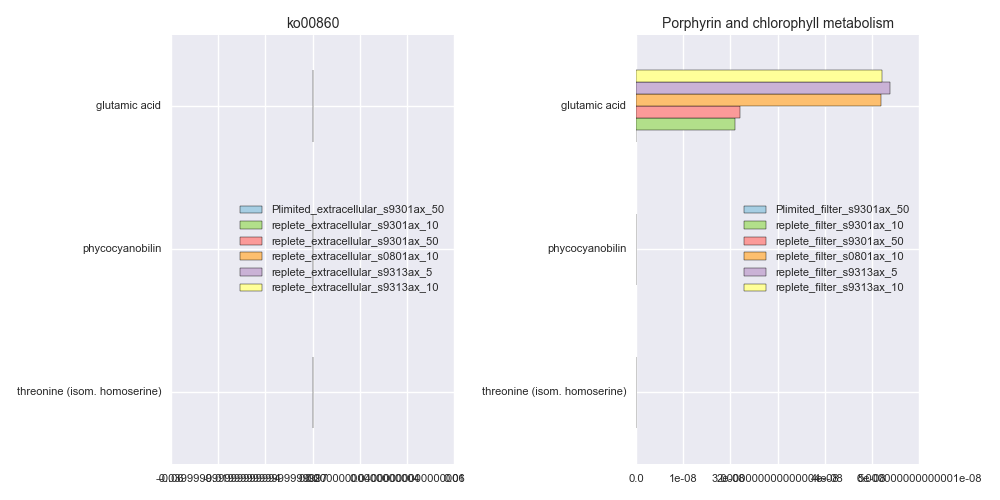 ko00860
glutamic acid
phycocyanobilin
threonine (isom. homoserine)
Plimited_extracellular_s9301ax_50
replete_extracellular_s9301ax_10
replete_extracellular_s9301ax_50
replete_extracellular_s0801ax_10
replete_extracellular_s9313ax_5
replete_extracellular_s9313ax_10
Porphyrin and chlorophyll metabolism
glutamic acid
phycocyanobilin
threonine (isom. homoserine)
Plimited_filter_s9301ax_50
replete_filter_s9301ax_10
replete_filter_s9301ax_50
replete_filter_s0801ax_10
replete_filter_s9313ax_5
replete_filter_s9313ax_10
0.0 1e-08 2e-08